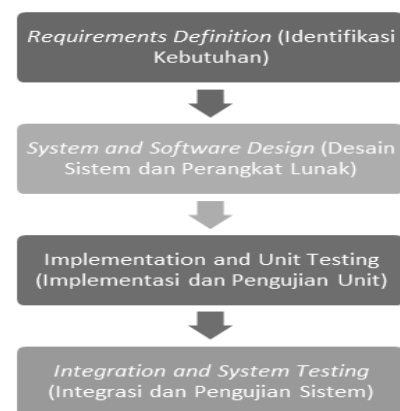 Requirements Definition (Identifikasi
Kebutuhan)
System and Software Design (Desain
Sistem dan Perangkat Lunak)
Implementation and Unit Testing
(Implementasi dan Pengujian Unit)
Integration and System Testing
(Integrasi dan Pengujian Sistem)